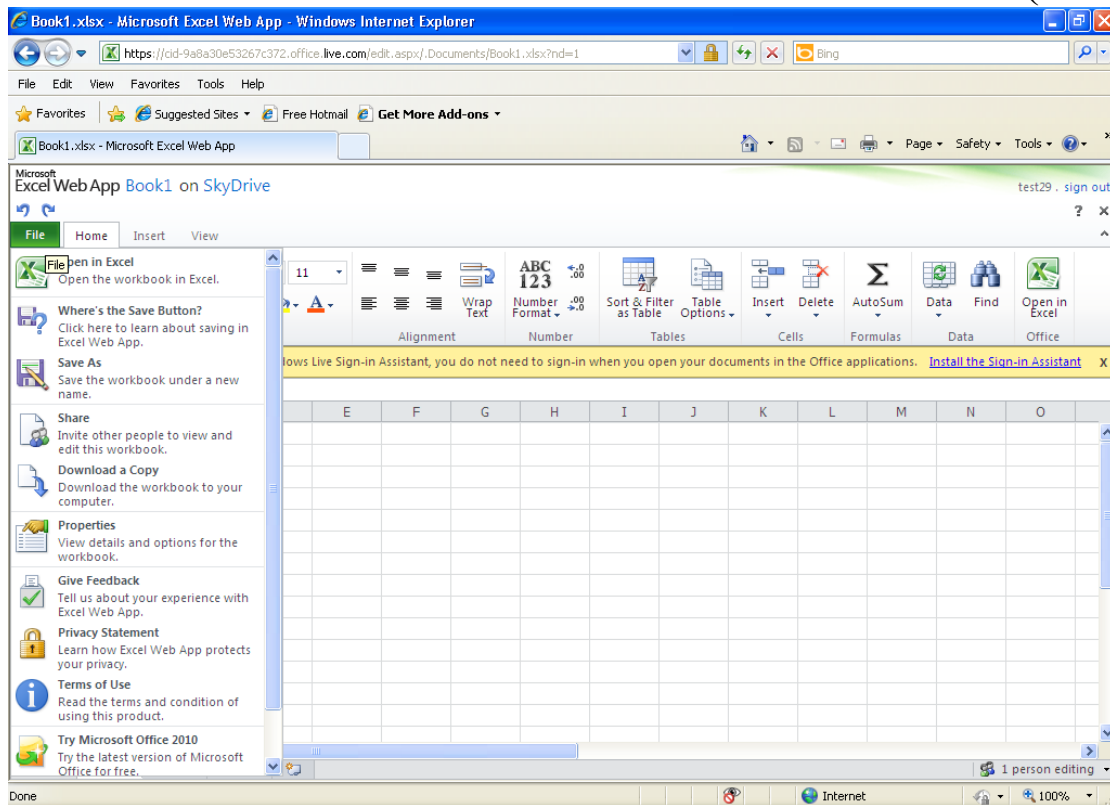 Book1.xlsx - Microsoft Excel Web App - Windows Internet Explorer
https://cid-9a8a30e53267c372.office.live.com/edit.aspx/.Documents/Book1.xlsx?nd=1
Bing
File Edit View Favorites Tools Help
Favorites Suggested Sites Free Hotmail Get More Add-ons
Book1.xlsx - Microsoft Excel Web App
Page Safety Tools
Microsoft
Excel Web App Book1 on SkyDrive
test29 . sign out
? x
File Home Insert View
File
pen in Excel
Open the workbook in Excel.
Where's the Save Button?
Click here to learn about saving in
Excel Web App.
Save As
Save the workbook under a new
name.
Share
Invite other people to view and
edit this workbook.
Download a Copy
Download the workbook to your
computer.
Properties
View details and options for the
workbook.
Give Feedback
Tell us about your experience with
Excel Web App.
Privacy Statement
Learn how Excel Web App protects
your privacy.
Terms of Use
Read the terms and condition of
using this product.
Try Microsoft Office 2010
Try the latest version of Microsoft
Office for free.
11
A
Wrap
Text
Alignment
ABC
123
Number
Format
.0
.00
.00
.0
Number
Sort & Filter
as Table
Table
Options
Tables
Insert Delete
Cells
Σ
AutoSum
Formulas
Data Find
Data
Open in
Excel
Office
lows Live Sign-in Assistant, you do not need to sign-in when you open your documents in the Office applications. Install the Sign-in Assistant X
E F G H I J K L M N O
1 person editing
Done Internet 100%